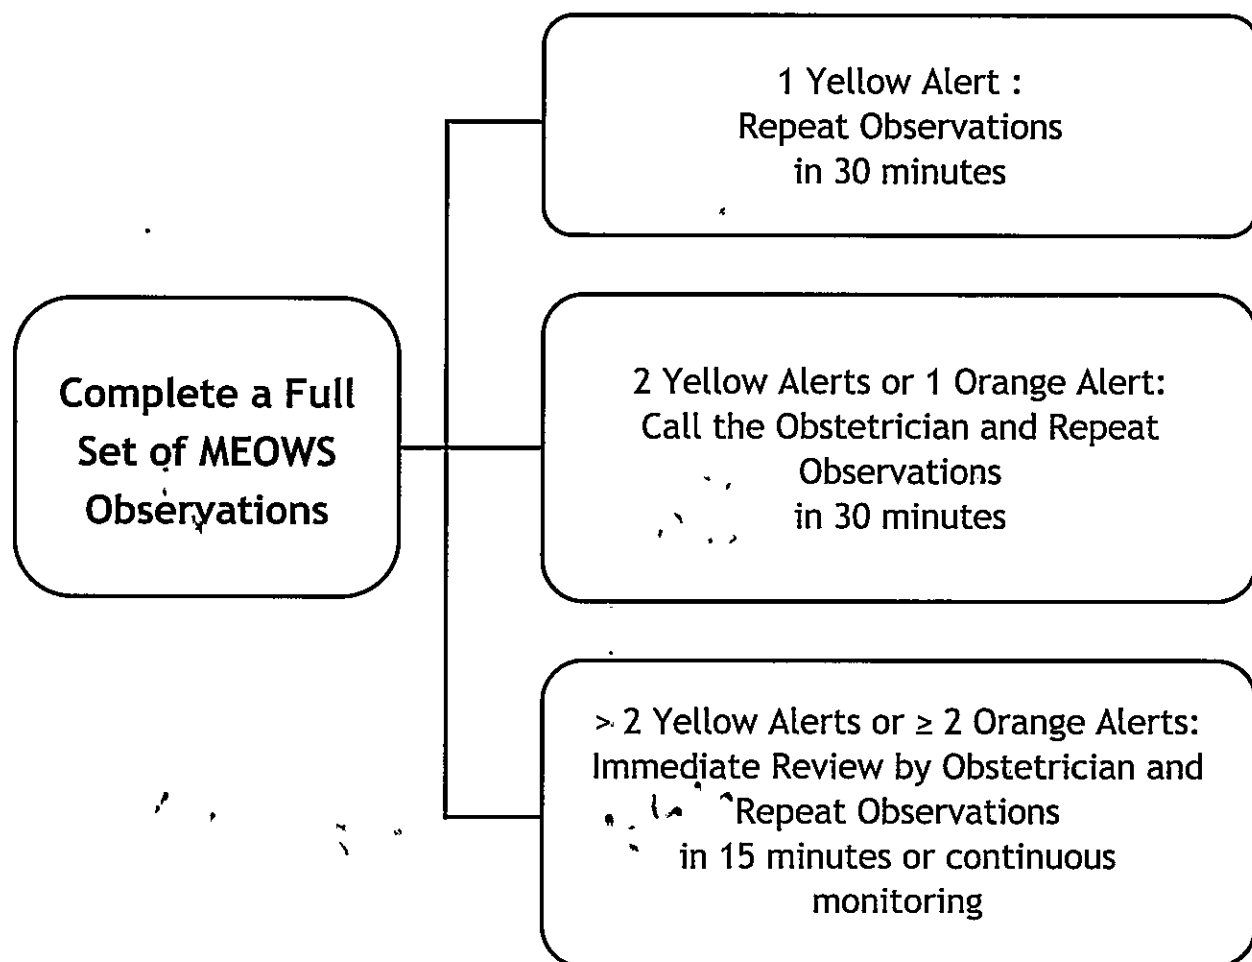 Complete a Full
Set of MEOWS
Observations
1 Yellow Alert :
Repeat Observations
in 30 minutes
2 Yellow Alerts or 1 Orange Alert:
Call the Obstetrician and Repeat
Observations
in 30 minutes
> 2 Yellow Alerts or ≥ 2 Orange Alerts:
Immediate Review by Obstetrician and
Repeat Observations
in 15 minutes or continuous
monitoring